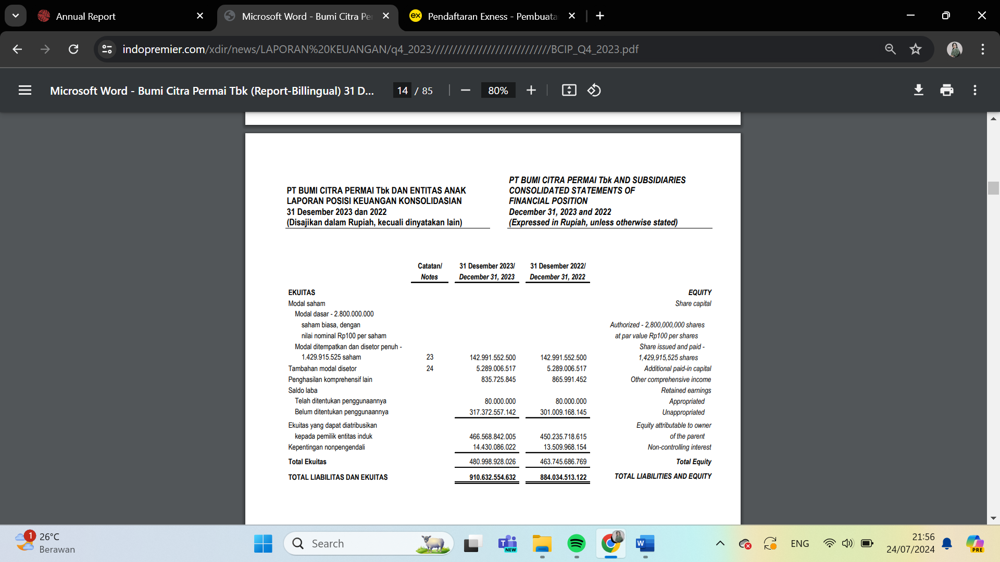 Annual Report
Microsoft Word - Bumi Citra Pe
ex
Pendaftaran Exness - Pembuata
indopremier.com/xdir/news/LAPORAN%20KEUANGAN/q4_2023///////////////////////////BCIP_Q4_2023.pdf
Microsoft Word - Bumi Citra Permai Tbk (Report-Billingual) 31 D... 14 / 85 80%
PT BUMI CITRA PERMAI Tbk DAN ENTITAS ANAK
LAPORAN POSISI KEUANGAN KONSOLIDASIAN
31 Desember 2023 dan 2022
(Disajikan dalam Rupiah, kecuali dinyatakan lain)
PT BUMI CITRA PERMAI Tbk AND SUBSIDIARIES
CONSOLIDATED STATEMENTS OF
FINANCIAL POSITION
December 31, 2023 and 2022
(Expressed in Rupiah, unless otherwise stated)
Catatan/ 31 Desember 2023/ 31 Desember 2022/
Notes December 31, 2023 December 31, 2022
EKUITAS EQUITY
Modal saham Share capital
Modal dasar - 2.800.000.000
saham biasa, dengan Authorized - 2,800,000,000 shares
nilai nominal Rp100 per saham at par value Rp100 per shares
Modal ditempatkan dan disetor penuh - Share issued and paid -
1.429.915.525 saham 23 142.991.552.500 142.991.552.500 1,429,915,525 shares
Tambahan modal disetor 24 5.289.006.517 5.289.006.517 Additional paid-in capital
Penghasilan komprehensif lain 835.725.845 865.991.452 Other comprehensive income
Saldo laba Retained earnings
Telah ditentukan penggunaannya 80.000.000 80.000.000 Appropriated
Belum ditentukan penggunaannya 317.372.557.142 301.009.168.145 Unappropriated
Ekuitas yang dapat diatribusikan Equity attributable to owner
kepada pemilik entitas induk 466.568.842.005 450.235.718.615 of the parent
Kepentingan nonpengendali 14.430.086.022 13.509.968.154 Non-controlling interest
Total Ekuitas 480.998.928.026 463.745.686.769 Total Equity
TOTAL LIABILITAS DAN EKUITAS 910.632.554.632 884.034.513.122 TOTAL LIABILITIES AND EQUITY
1
26°C
Berawan
Search
T
NEW
W
ENG
21:56
24/07/2024
PRE